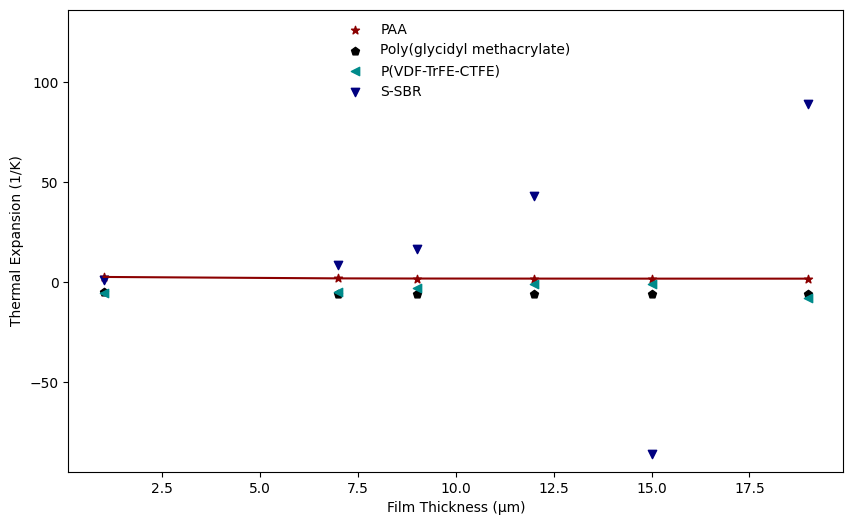 PAA
Poly(glycidyl methacrylate)
P(VDF-TrFE-CTFE)
S-SBR
Thermal Expansion (1/K)
100
50
0
−50
2.5 5.0 7.5 10.0 12.5 15.0 17.5
Film Thickness (μm)